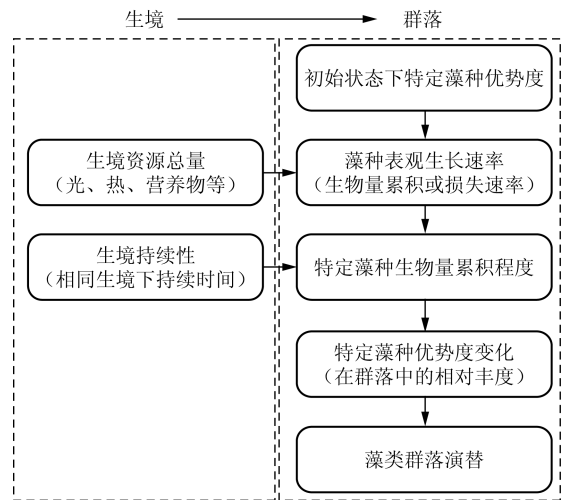 生境
群落
初始状态下特定藻种优势度
生境资源总量
（光、热、营养物等）
藻种表观生长速率
（生物量累积或损失速率）
生境持续性
（相同生境下持续时间）
特定藻种生物量累积程度
特定藻种优势度变化
（在群落中的相对丰度）
藻类群落演替